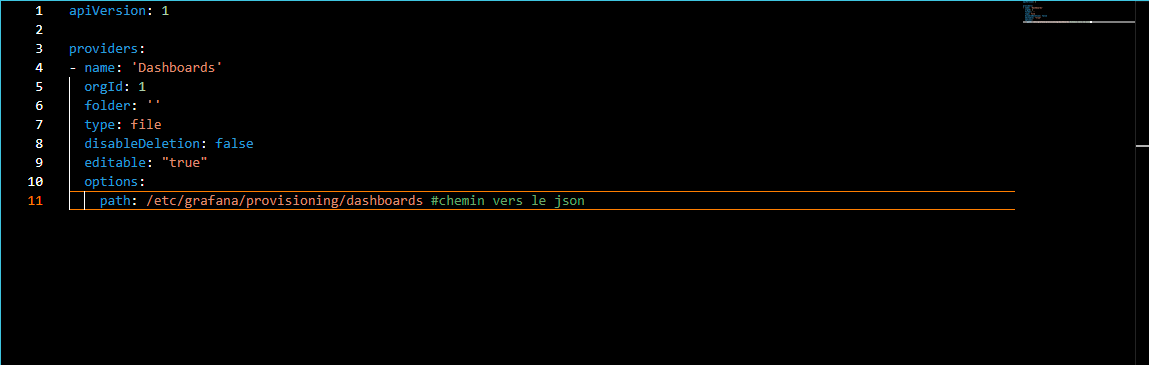 1 apiVersion: 1
2
3 providers:
4 - name: 'Dashboards'
5 orgId: 1
6 folder: ''
7 type: file
8 disableDeletion: false
9 editable: "true"
10 options:
11 path: /etc/grafana/provisioning/dashboards #chemin vers le json